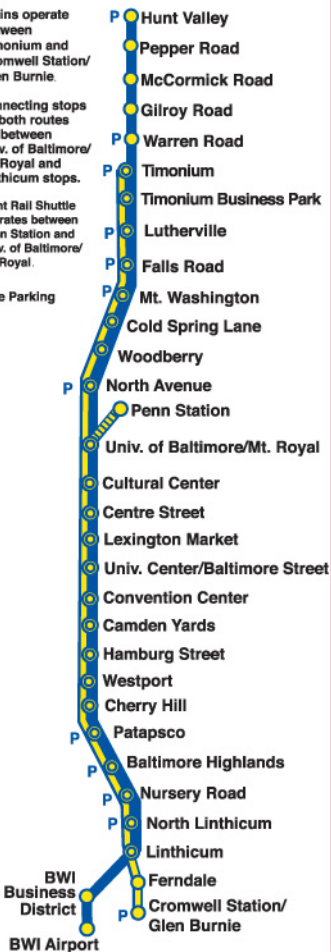 ins operate
ween
monium and
omwell Station/
en Burnie.
nnecting stops
both routes
between
v. of Baltimore/
Royal and
thicum stops.
nt Rail Shuttle
rates between
n Station and
v. of Baltimore/
Royal.
e Parking
P Hunt Valley
Pepper Road
McCormick Road
Gilroy Road
P Warren Road
P Timonium
Timonium Business Park
P Lutherville
P Falls Road
P Mt. Washington
Cold Spring Lane
Woodberry
P North Avenue
Penn Station
Univ. of Baltimore/Mt. Royal
Cultural Center
Centre Street
Lexington Market
Univ. Center/Baltimore Street
Convention Center
Camden Yards
Hamburg Street
Westport
Cherry Hill
P Patapsco
P Baltimore Highlands
P Nursery Road
P North Linthicum
Linthicum
Ferndale
P Cromwell Station/
Glen Burnie
BWI
Business
District
BWI Airport